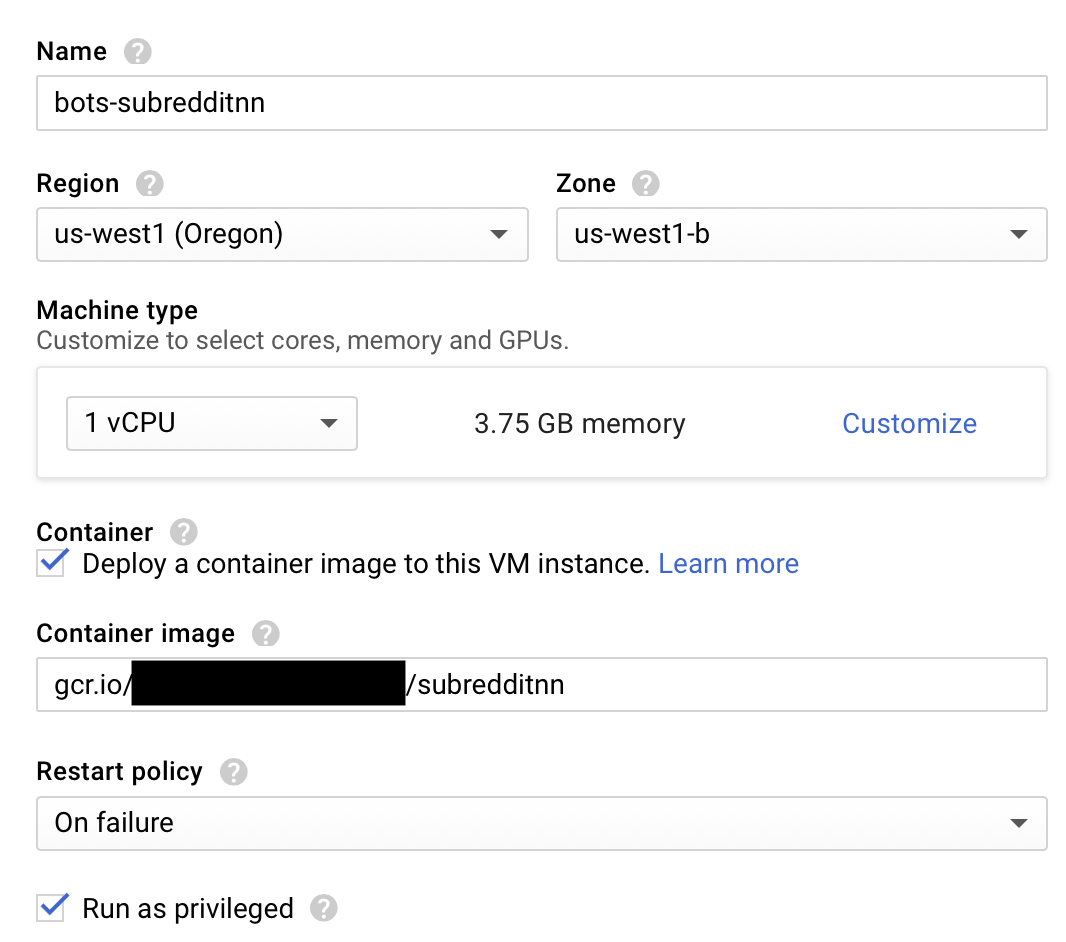 Name ?
bots-subredditnn
Region ? Zone ?
us-west1 (Oregon) us-west1-b
Machine type
Customize to select cores, memory and GPUs.
1 vCPU 3.75 GB memory Customize
Container ?
Deploy a container image to this VM instance. Learn more
Container image ?
gcr.io/ /subredditnn
Restart policy ?
On failure
Run as privileged ?